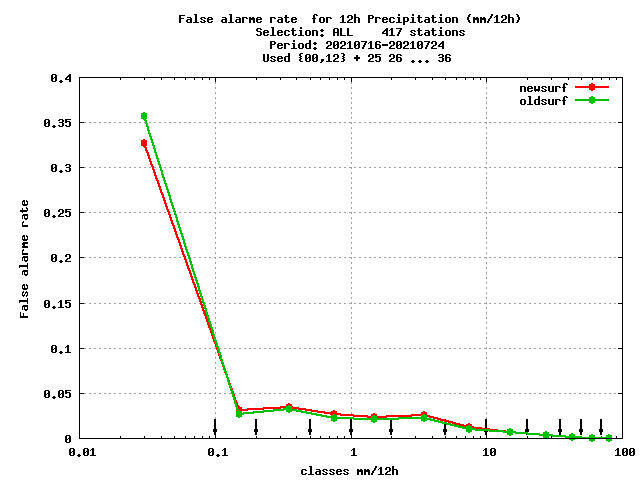 False alarme rate  for 12h Precipitation (mm/12h)
Selection: ALL    417 stations
Period: 20210716-20210724
Used {00,12} + 25 26 ... 36
newsurf
oldsurf
0.4
0.35
0.3
0.25
0.2
0.15
0.1
0.05
0
False alarme rate
0.01 0.1 1 10 100
classes mm/12h